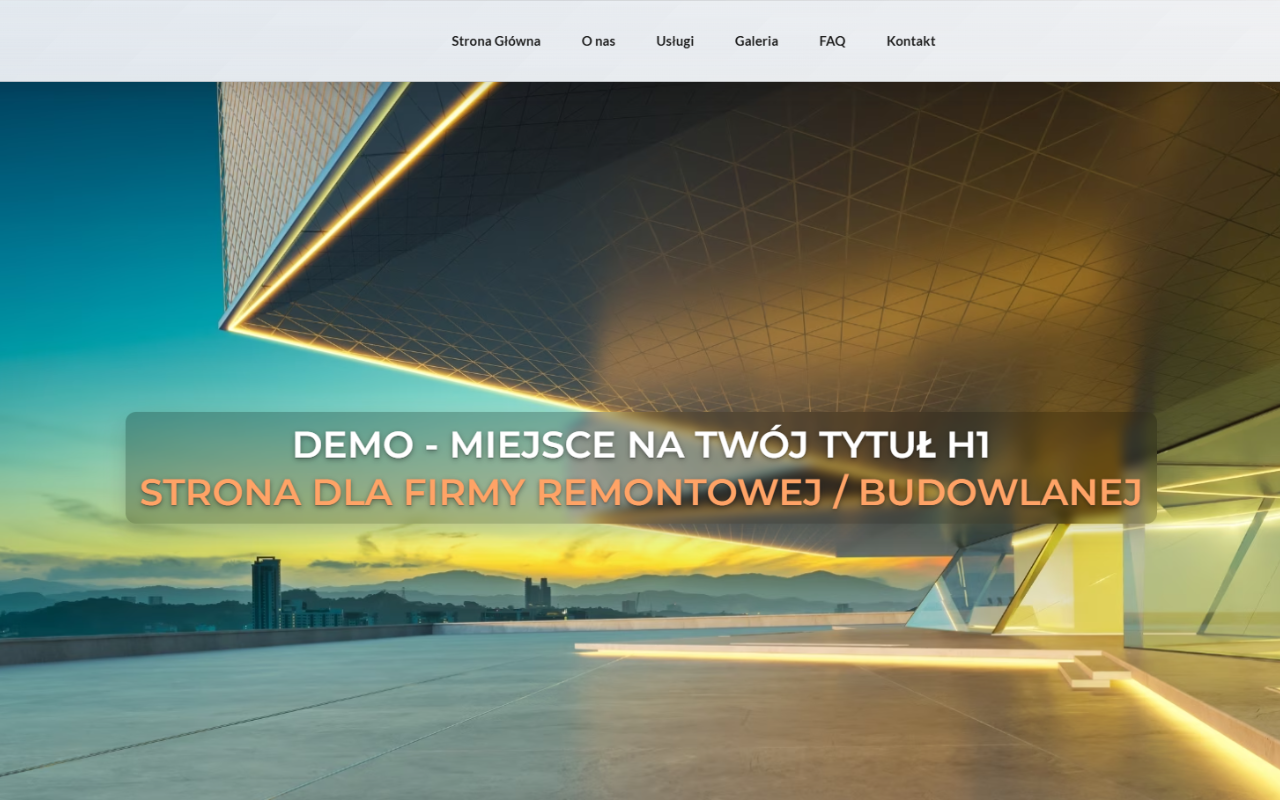 Strona Główna O nas Usługi Galeria FAQ Kontakt
DEMO - MIEJSCE NA TWÓJ TYTUŁ H1
STRONA DLA FIRMY REMONTOWEJ / BUDOWLANEJ